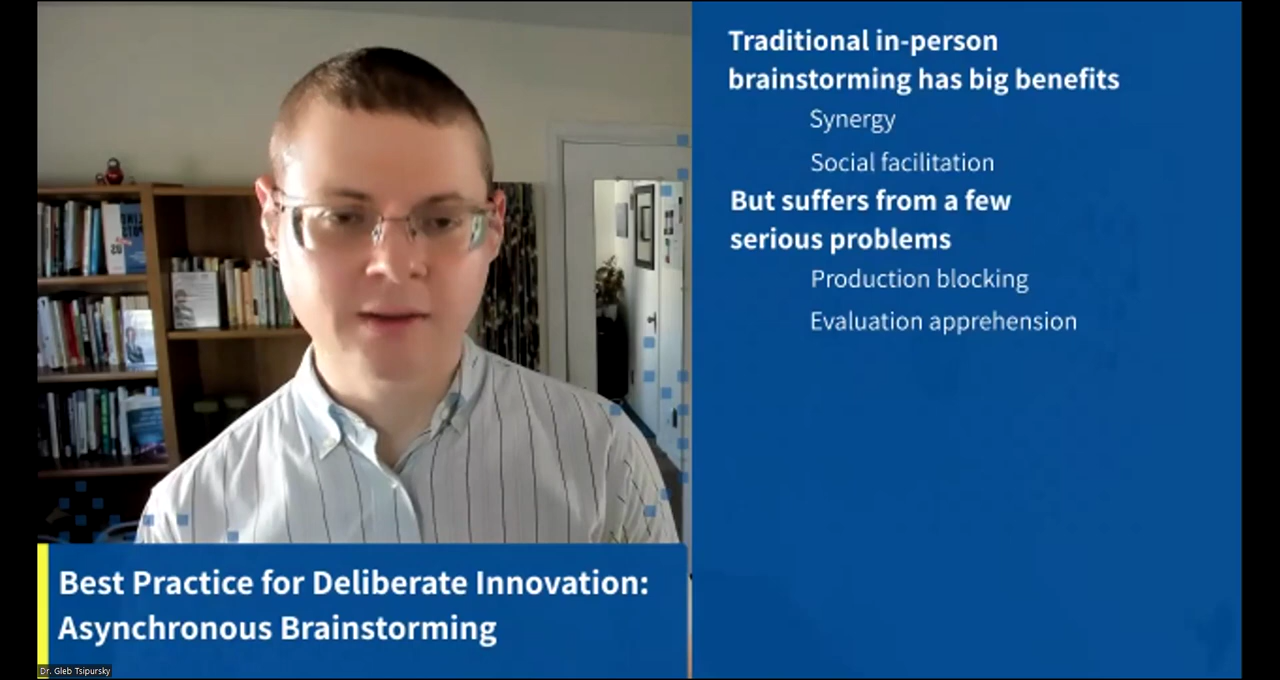 Traditional in-person
brainstorming has big benefits
Synergy
Social facilitation
But suffers from a few
serious problems
Production blocking
Evaluation apprehension
Best Practice for Deliberate Innovation:
Asynchronous Brainstorming
Dr. Gleb Tsipursky